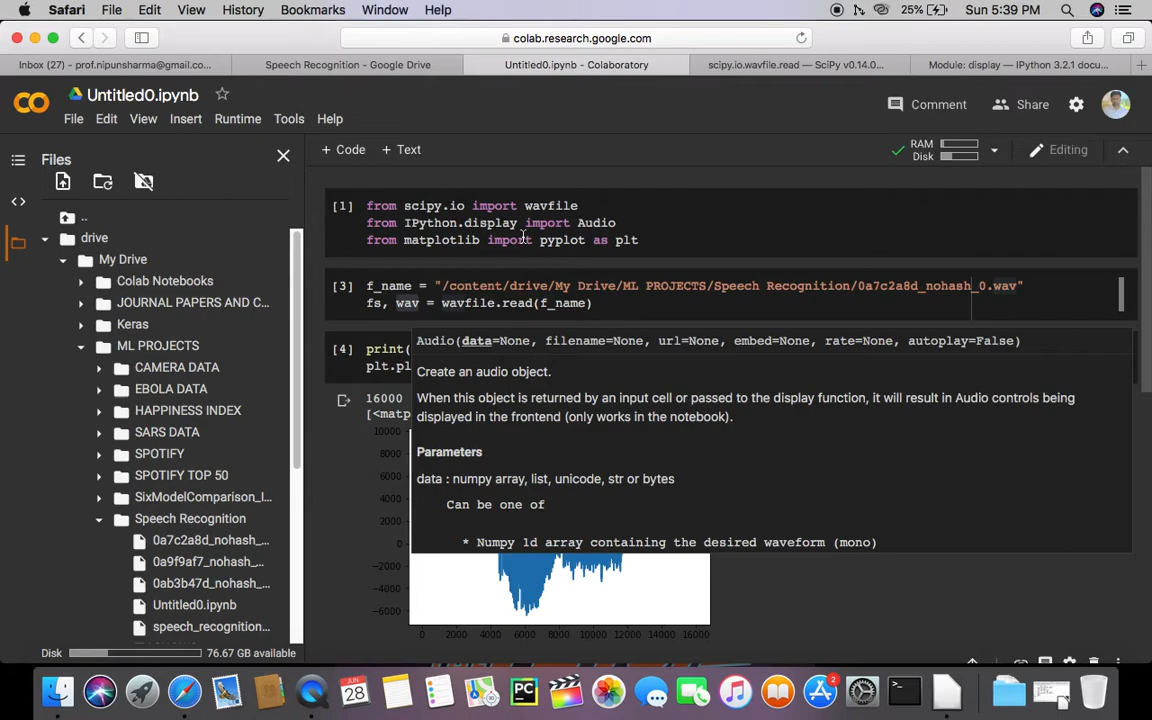 Safari File Edit View History Bookmarks Window Help 25% Sun 5:39 PM
colab.research.google.com
Inbox (27) - prof.nipunsharma@gmail.co... Speech Recognition - Google Drive Untitled0.ipynb - Colaboratory scipy.io.wavfile.read — SciPy v0.14.0... Module: display — IPython 3.2.1 docu...
CO Untitled0.ipynb
Comment Share
File Edit View Insert Runtime Tools Help
Files
+ Code + Text
RAM
Disk
Editing
..
drive
My Drive
Colab Notebooks
JOURNAL PAPERS AND C...
Keras
ML PROJECTS
CAMERA DATA
EBOLA DATA
HAPPINESS INDEX
SARS DATA
SPOTIFY
SPOTIFY TOP 50
SixModelComparison_I...
Speech Recognition
0a7c2a8d_nohash_...
0a9f9af7_nohash_...
0ab3b47d_nohash_...
Untitled0.ipynb
speech_recognition...
Disk 76.67 GB available
[1] from scipy.io import wavfile
from IPython.display import Audio
from matplotlib import pyplot as plt
[3] f_name = "/content/drive/My Drive/ML PROJECTS/Speech Recognition/0a7c2a8d_nohash_0.wav"
fs, wav = wavfile.read(f_name)
[4] print(
plt.pl
Audio(data=None, filename=None, url=None, embed=None, rate=None, autoplay=False)
Create an audio object.
When this object is returned by an input cell or passed to the display function, it will result in Audio controls being
displayed in the frontend (only works in the notebook).
Parameters
data : numpy array, list, unicode, str or bytes
Can be one of
* Numpy 1d array containing the desired waveform (mono)
16000
[<matp
10000
8000
6000
4000
2000
0
−2000
−4000
−6000
0 2000 4000 6000 8000 10000 12000 14000 16000
JUN
28
PC
2